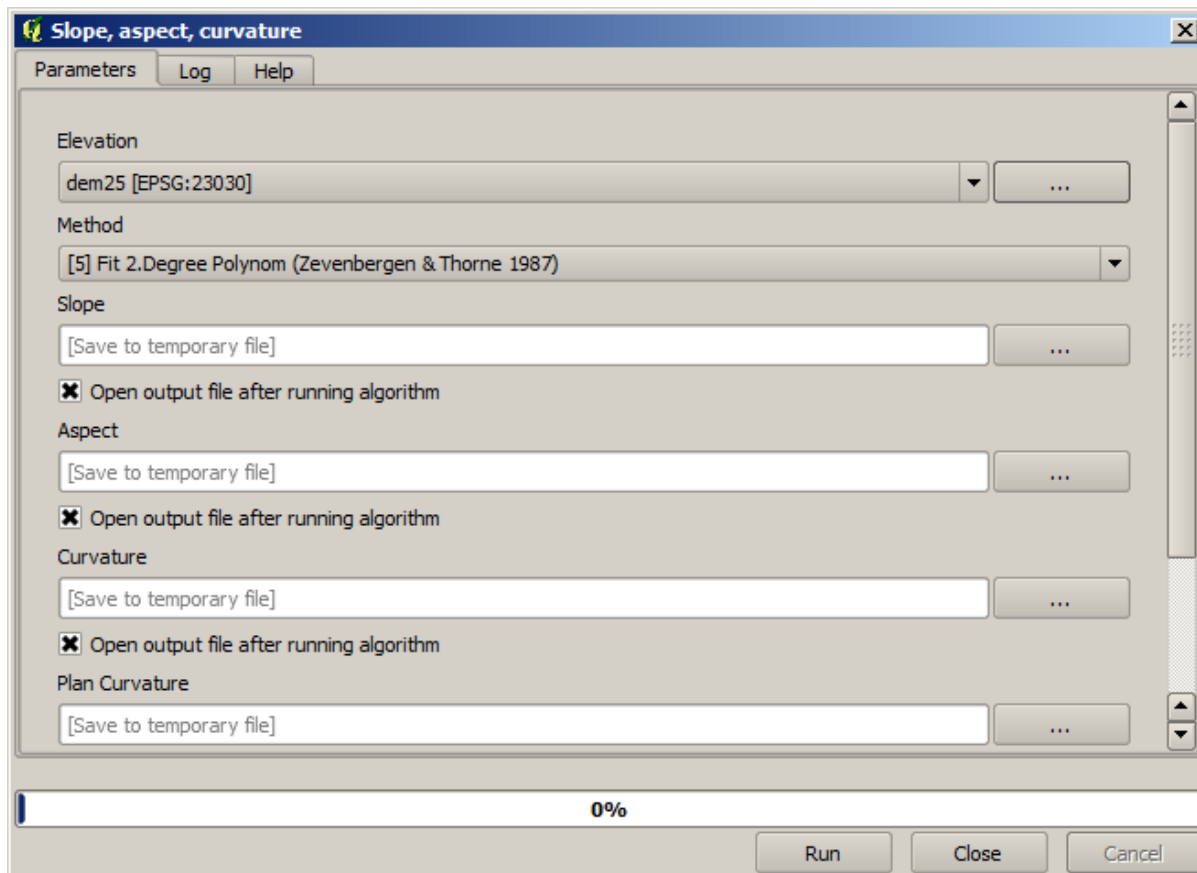 Slope, aspect, curvature
Parameters Log Help
Elevation
dem25 [EPSG:23030] ...
Method
[5] Fit 2.Degree Polynom (Zevenbergen & Thorne 1987)
Slope
[Save to temporary file] ...
Open output file after running algorithm
Aspect
[Save to temporary file] ...
Open output file after running algorithm
Curvature
[Save to temporary file] ...
Open output file after running algorithm
Plan Curvature
[Save to temporary file] ...
0%
Run Close Cancel